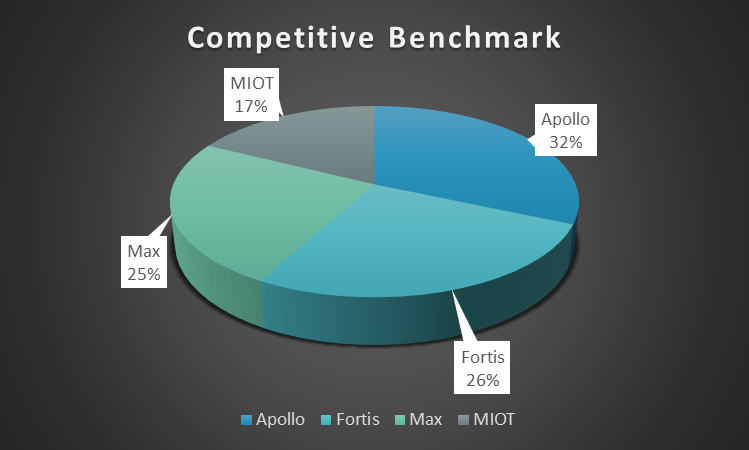 Competitive Benchmark
MIOT
17%
Apollo
32%
Max
25%
Fortis
26%
Apollo Fortis Max MIOT